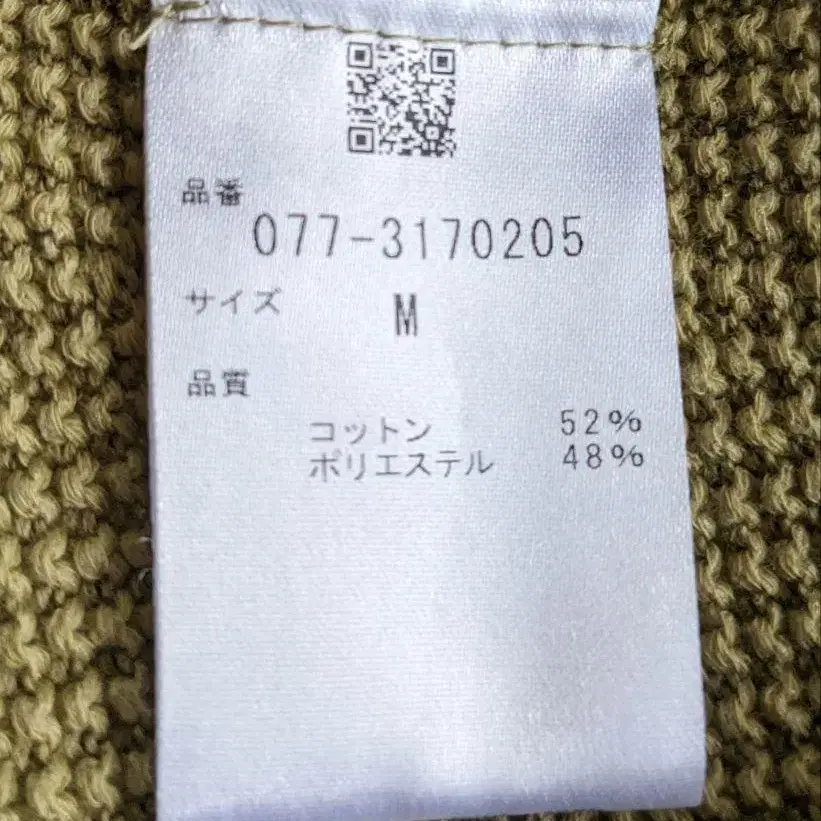 品番
077-3170205
サイズ M
品質
コットン 52%
ポリエステル 48%